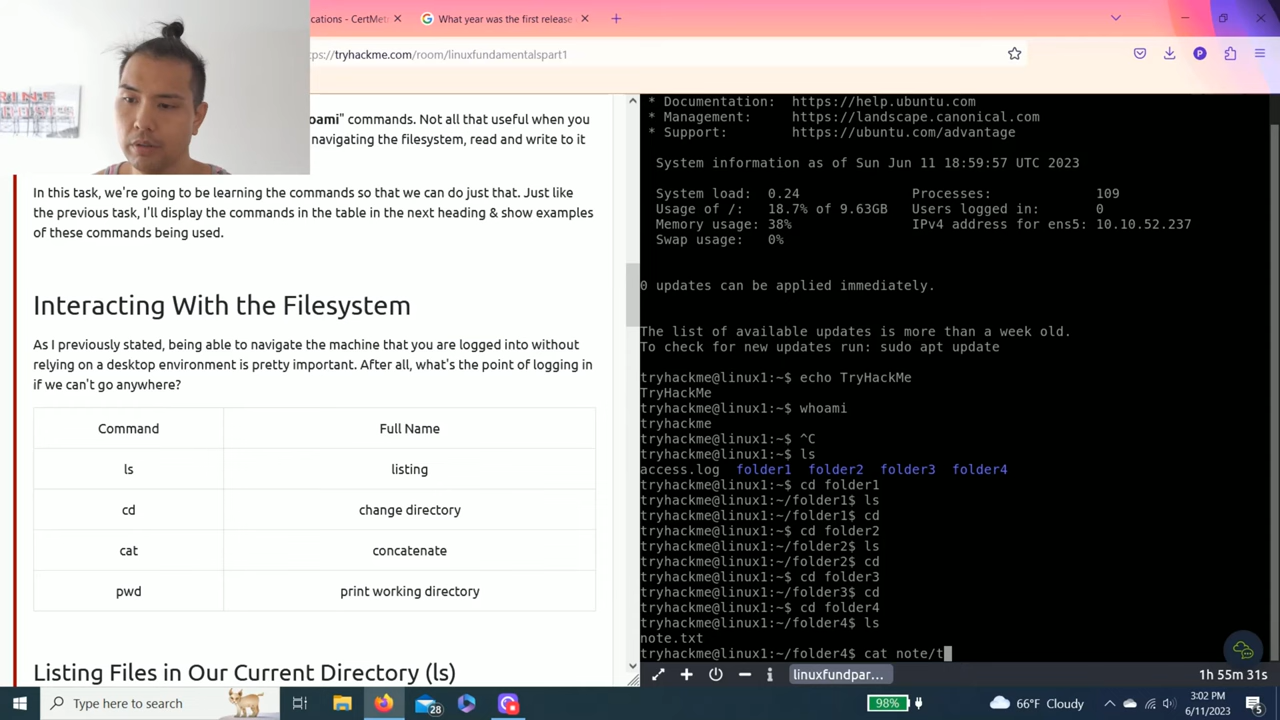 ications - CertMet
What year was the first release
tps://tryhackme.com/room/linuxfundamentalspart1
oami" commands. Not all that useful when you
navigating the filesystem, read and write to it
In this task, we're going to be learning the commands so that we can do just that. Just like
the previous task, I'll display the commands in the table in the next heading & show examples
of these commands being used.
Interacting With the Filesystem
As I previously stated, being able to navigate the machine that you are logged into without
relying on a desktop environment is pretty important. After all, what's the point of logging in
if we can't go anywhere?
Command Full Name
ls listing
cd change directory
cat concatenate
pwd print working directory
Listing Files in Our Current Directory (ls)
* Documentation: https://help.ubuntu.com
* Management: https://landscape.canonical.com
* Support: https://ubuntu.com/advantage
System information as of Sun Jun 11 18:59:57 UTC 2023
System load: 0.24 Processes: 109
Usage of /: 18.7% of 9.63GB Users logged in: 0
Memory usage: 38% IPv4 address for ens5: 10.10.52.237
Swap usage: 0%
0 updates can be applied immediately.
The list of available updates is more than a week old.
To check for new updates run: sudo apt update
tryhackme@linux1:~$ echo TryHackMe
TryHackMe
tryhackme@linux1:~$ whoami
tryhackme
tryhackme@linux1:~$ ^C
tryhackme@linux1:~$ ls
access.log folder1 folder2 folder3 folder4
tryhackme@linux1:~$ cd folder1
tryhackme@linux1:~/folder1$ ls
tryhackme@linux1:~/folder1$ cd
tryhackme@linux1:~$ cd folder2
tryhackme@linux1:~/folder2$ ls
tryhackme@linux1:~/folder2$ cd
tryhackme@linux1:~$ cd folder3
tryhackme@linux1:~/folder3$ cd
tryhackme@linux1:~$ cd folder4
tryhackme@linux1:~/folder4$ ls
note.txt
tryhackme@linux1:~/folder4$ cat note/t
linuxfundpar... 1h 55m 31s
Type here to search
28
98%
66°F Cloudy
3:02 PM
6/11/2023
5